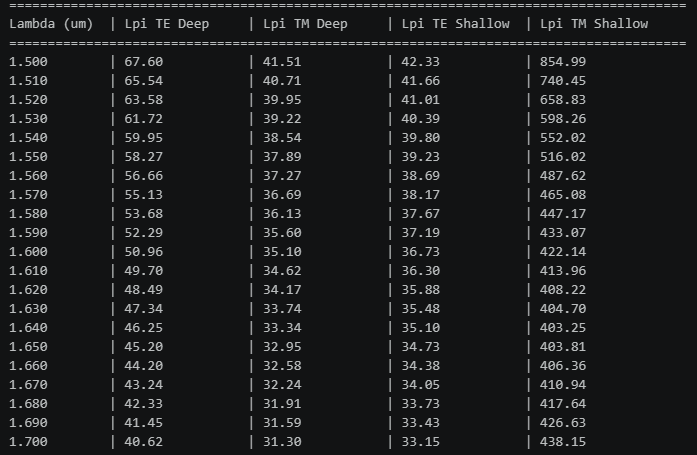 ========================================================================================
Lambda (um)  | Lpi TE Deep     | Lpi TM Deep     | Lpi TE Shallow  | Lpi TM Shallow
========================================================================================
1.500        | 67.60           | 41.51           | 42.33           | 854.99
1.510        | 65.54           | 40.71           | 41.66           | 740.45
1.520        | 63.58           | 39.95           | 41.01           | 658.83
1.530        | 61.72           | 39.22           | 40.39           | 598.26
1.540        | 59.95           | 38.54           | 39.80           | 552.02
1.550        | 58.27           | 37.89           | 39.23           | 516.02
1.560        | 56.66           | 37.27           | 38.69           | 487.62
1.570        | 55.13           | 36.69           | 38.17           | 465.08
1.580        | 53.68           | 36.13           | 37.67           | 447.17
1.590        | 52.29           | 35.60           | 37.19           | 433.07
1.600        | 50.96           | 35.10           | 36.73           | 422.14
1.610        | 49.70           | 34.62           | 36.30           | 413.96
1.620        | 48.49           | 34.17           | 35.88           | 408.22
1.630        | 47.34           | 33.74           | 35.48           | 404.70
1.640        | 46.25           | 33.34           | 35.10           | 403.25
1.650        | 45.20           | 32.95           | 34.73           | 403.81
1.660        | 44.20           | 32.58           | 34.38           | 406.36
1.670        | 43.24           | 32.24           | 34.05           | 410.94
1.680        | 42.33           | 31.91           | 33.73           | 417.64
1.690        | 41.45           | 31.59           | 33.43           | 426.63
1.700        | 40.62           | 31.30           | 33.15           | 438.15